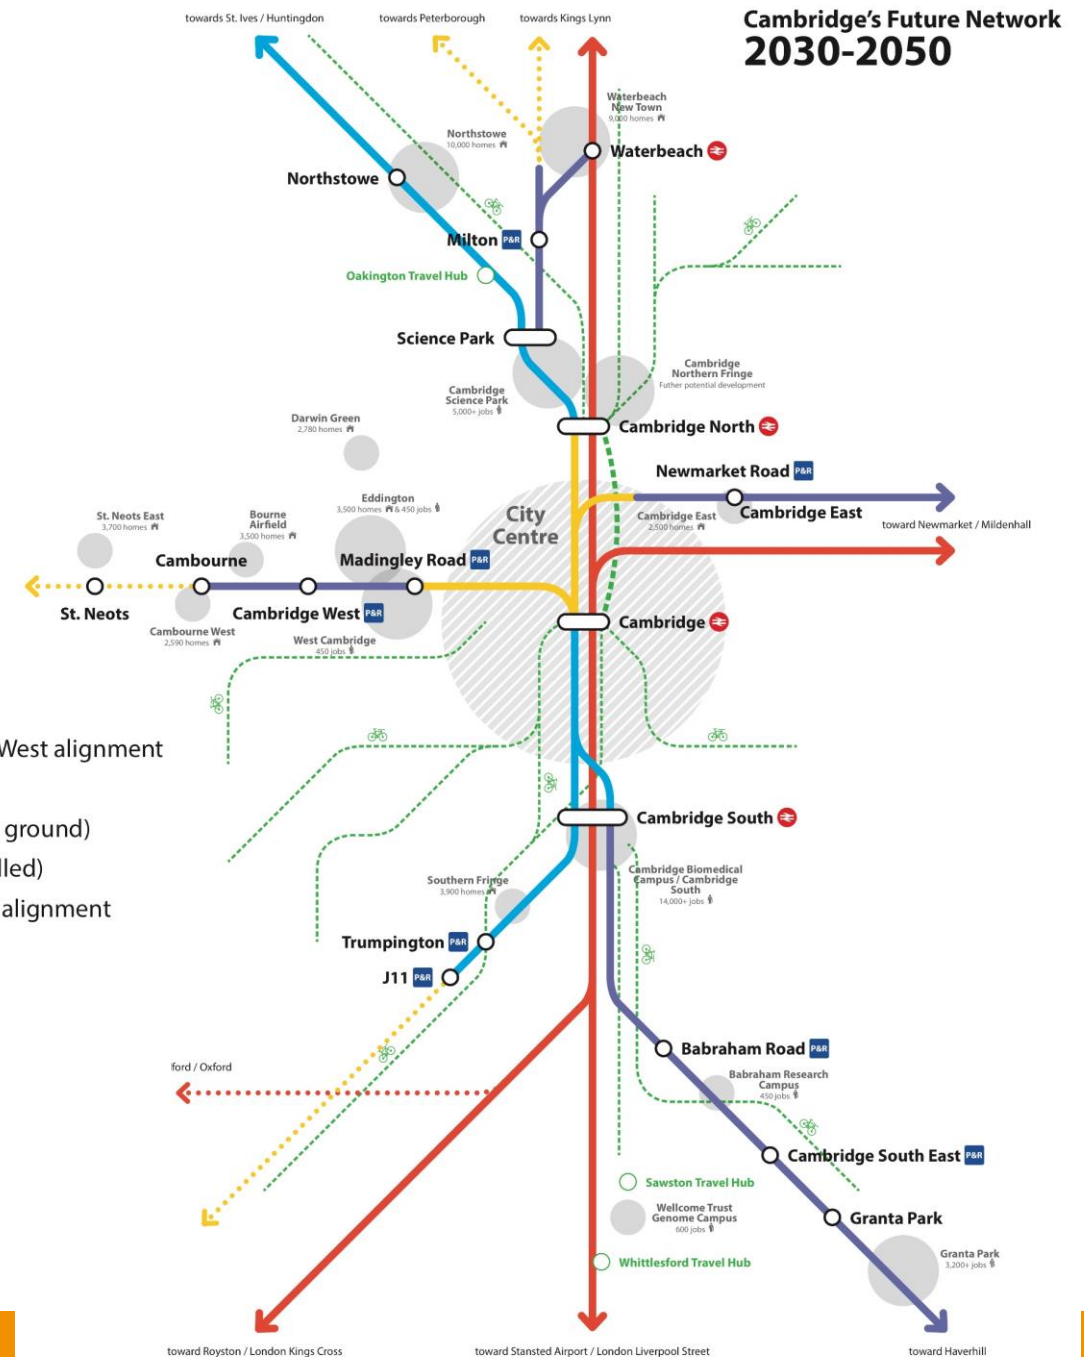 towards St. Ives / Huntingdon
towards Peterborough
towards Kings Lynn
Cambridge's Future Network
2030-2050
Waterbeach
New Town
9,000 homes
Northstowe
10,000 homes
Waterbeach
Northstowe
Milton P&R
Oakington Travel Hub
Science Park
Cambridge
Northern Fringe
Futher potential development
Cambridge
Science Park
5,000+ jobs
Darwin Green
2,780 homes
Cambridge North
Newmarket Road P&R
Eddington
3,500 homes & 450 jobs
City
Centre
St. Neots East
3,700 homes
Bourne
Airfield
3,500 homes
Cambridge East
2,500 homes
Cambridge East
toward Newmarket / Mildenhall
Cambourne
Madingley Road P&R
St. Neots
Cambridge West P&R
Cambridge
Cambourne West
2,590 homes
West Cambridge
450 jobs
West alignment
ground)
lled)
alignment
Cambridge South
Cambridge Biomedical
Campus / Cambridge
South
14,000+ jobs
Southern Fringe
3,900 homes
Trumpington P&R
J11 P&R
Babraham Road P&R
ford / Oxford
Babraham Research
Campus
450 jobs
Cambridge South East P&R
Sawston Travel Hub
Wellcome Trust
Genome Campus
600 jobs
Granta Park
Granta Park
3,200+ jobs
Whittlesford Travel Hub
toward Royston / London Kings Cross
toward Stansted Airport / London Liverpool Street
toward Haverhill